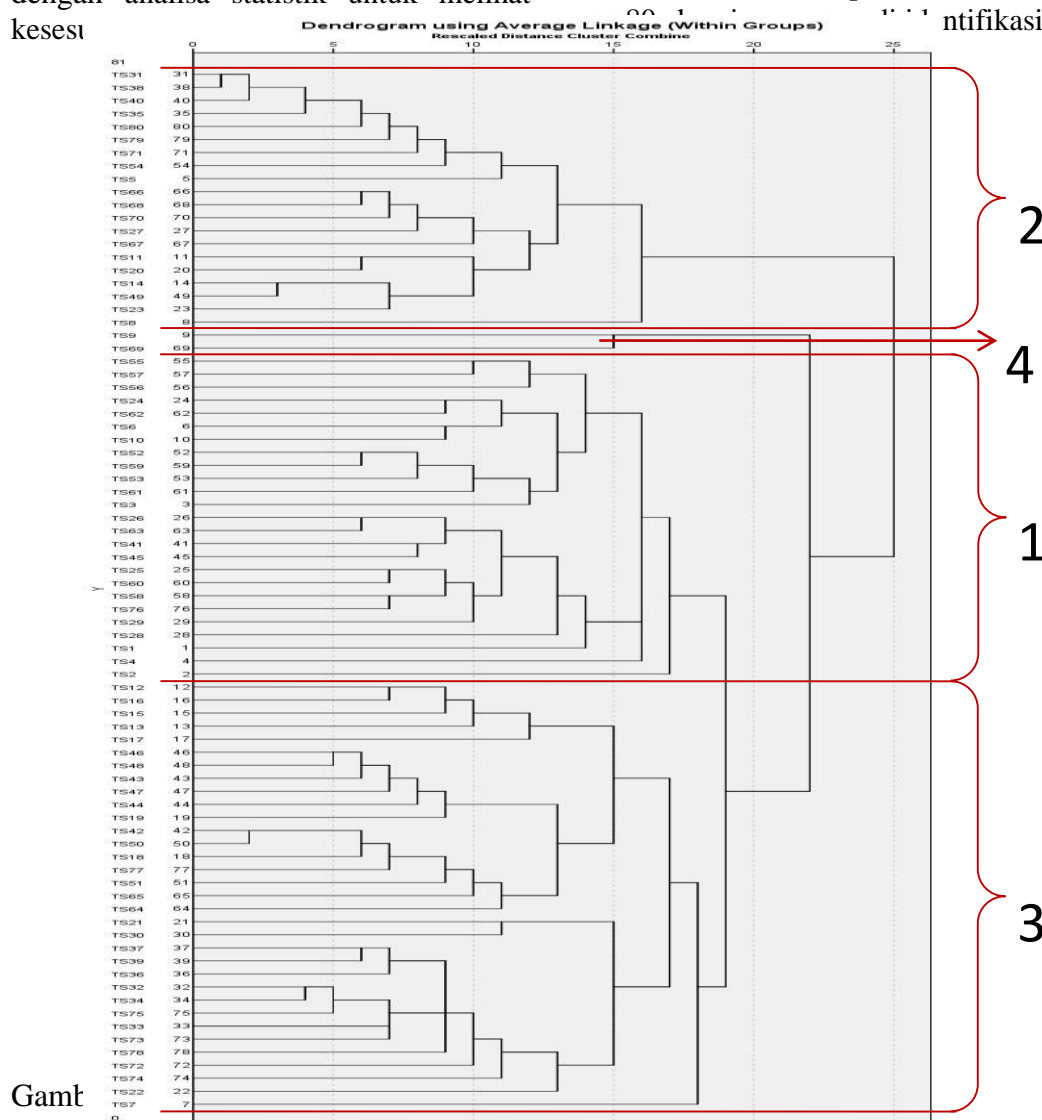 dengan analisa statistik untuk melihat
ntifikasi
Dendrogram using Average Linkage (Within Groups)
Rescaled Distance Cluster Combine
0 5 10 15 20 25
81
TS31 31
TS38 38
TS40 40
TS35 35
TS80 80
TS79 79
TS71 71
TS54 54
TS5 5
TS66 66
TS68 68
TS70 70
TS27 27
TS67 67
TS11 11
TS20 20
TS14 14
TS49 49
TS23 23
TS8 8
2
TS9 9
TS69 69
4
TS55 55
TS57 57
TS56 56
TS24 24
TS62 62
TS6 6
TS10 10
TS52 52
TS59 59
TS53 53
TS61 61
TS3 3
TS26 26
TS63 63
TS41 41
TS45 45
TS25 25
TS60 60
TS58 58
TS76 76
TS29 29
TS28 28
TS1 1
TS4 4
TS2 2
1
Y
TS12 12
TS16 16
TS15 15
TS13 13
TS17 17
TS46 46
TS48 48
TS43 43
TS47 47
TS44 44
TS19 19
TS42 42
TS50 50
TS18 18
TS77 77
TS51 51
TS65 65
TS64 64
TS21 21
TS30 30
TS37 37
TS39 39
TS36 36
TS32 32
TS34 34
TS75 75
TS33 33
TS73 73
TS78 78
TS72 72
TS74 74
TS22 22
TS7 7
3
Gamb